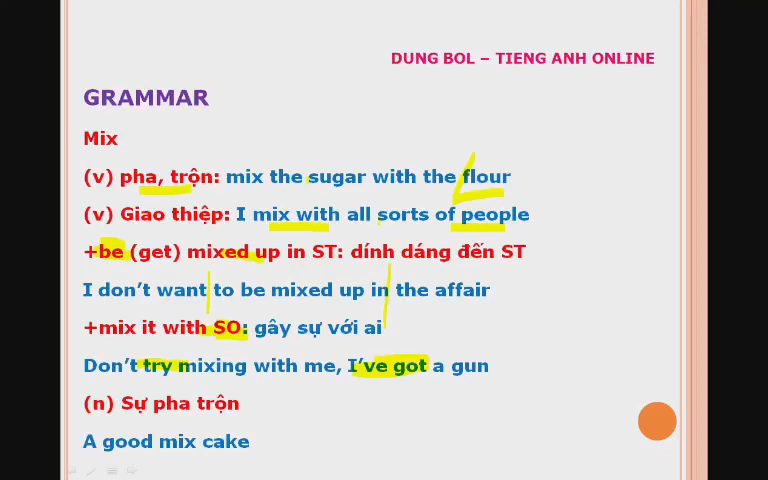 DUNG BOL – TIENG ANH ONLINE
GRAMMAR
Mix
(v) pha, trộn: mix the sugar with the flour
(v) Giao thiệp: I mix with all sorts of people
+be (get) mixed up in ST: dính dáng đến ST
I don’t want to be mixed up in the affair
+mix it with SO: gây sự với ai
Don’t try mixing with me, I’ve got a gun
(n) Sự pha trộn
A good mix cake